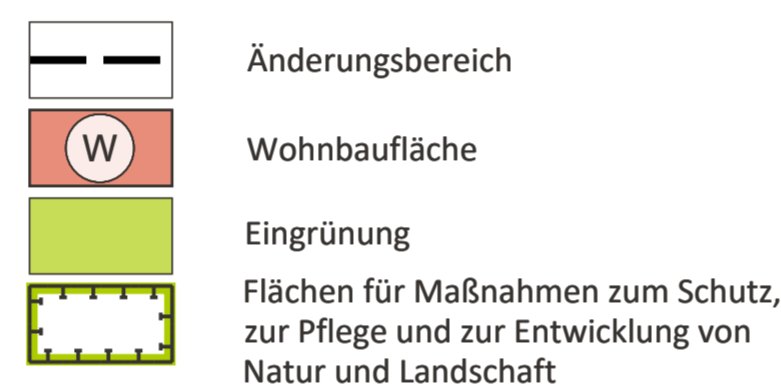 Änderungsbereich
W
Wohnbaufläche
Eingrünung
Flächen für Maßnahmen zum Schutz,
zur Pflege und zur Entwicklung von
Natur und Landschaft